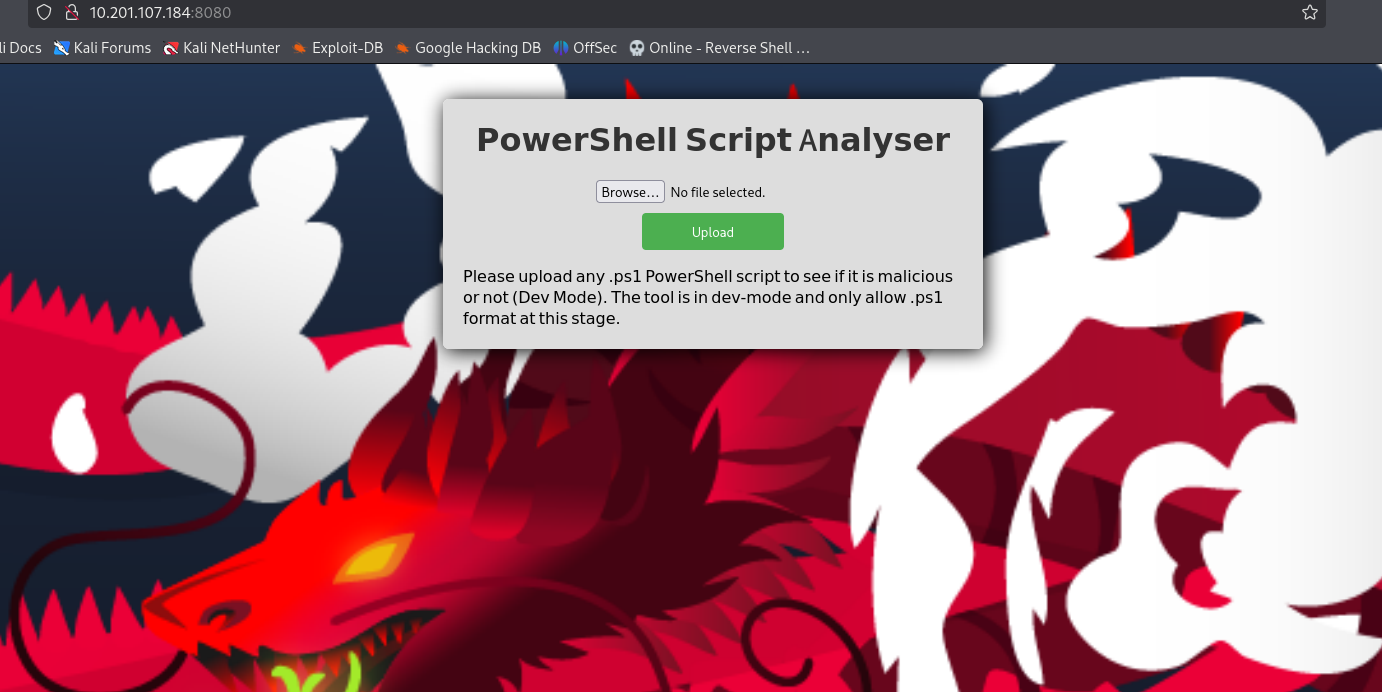 10.201.107.184:8080
li Docs Kali Forums Kali NetHunter Exploit-DB Google Hacking DB OffSec Online - Reverse Shell …
PowerShell Script Analyser
Browse... No file selected.
Upload
Please upload any .ps1 PowerShell script to see if it is malicious
or not (Dev Mode). The tool is in dev-mode and only allow .ps1
format at this stage.